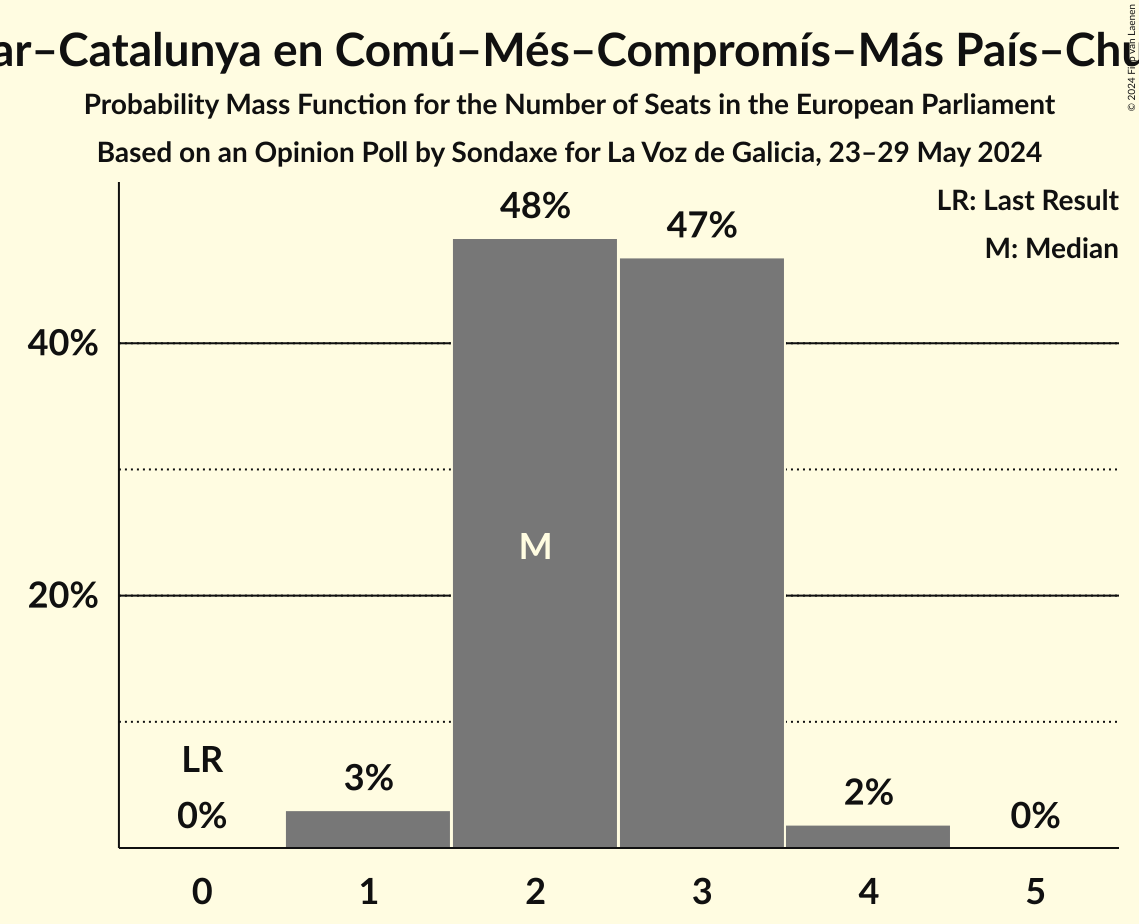 ar–Catalunya en Comú–Més–Compromís–Más País–Chu
© 2024 Filip van Laenen
Probability Mass Function for the Number of Seats in the European Parliament
Based on an Opinion Poll by Sondaxe for La Voz de Galicia, 23–29 May 2024
LR: Last Result
M: Median
48%
47%
40%
M
20%
LR
0%
3%
2%
0%
0 1 2 3 4 5